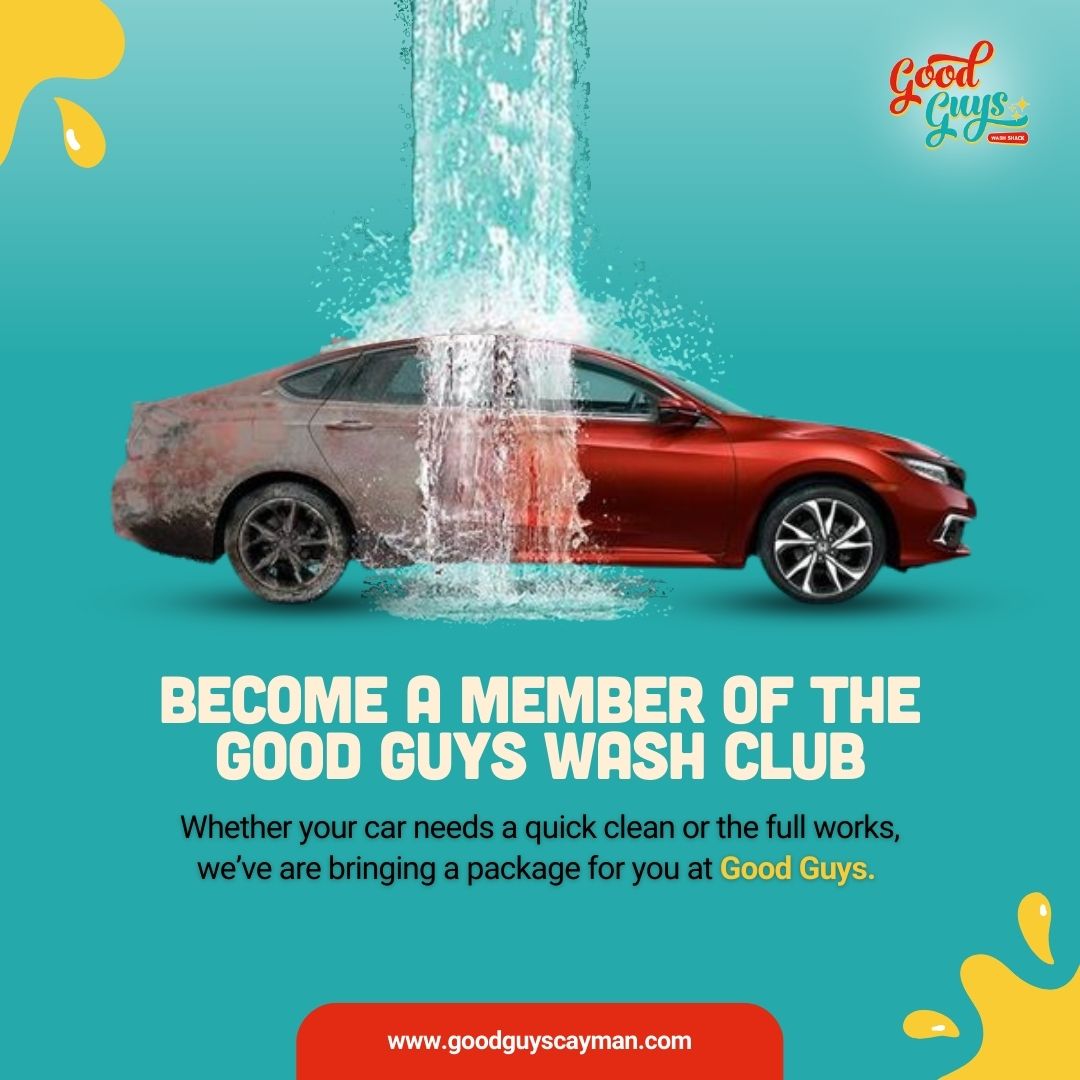 Good
Guys
WASH SHACK
BECOME A MEMBER OF THE
GOOD GUYS WASH CLUB
Whether your car needs a quick clean or the full works,
we’ve are bringing a package for you at Good Guys.
www.goodguyscayman.com